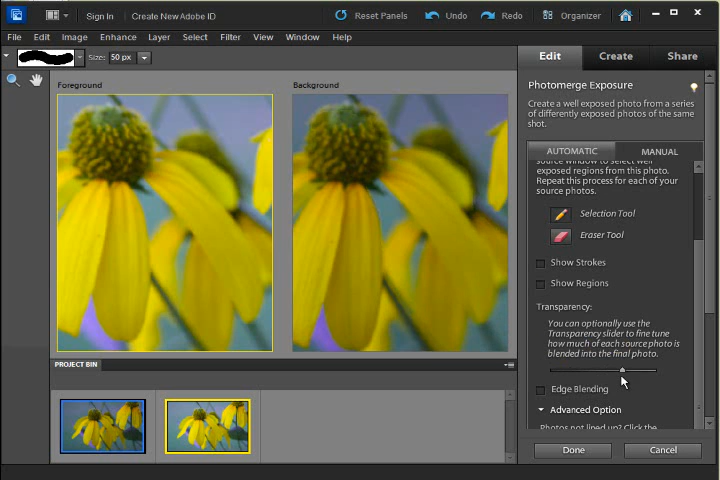 Sign In
Create New Adobe ID
Reset Panels
Undo
Redo
Organizer
File Edit Image Enhance Layer Select Filter View Window Help
Size: 50 px
Edit Create Share
Foreground
Background
Photomerge Exposure
Create a well exposed photo from a series
of differently exposed photos of the same
shot.
AUTOMATIC MANUAL
source window to select well
exposed regions from this photo.
Repeat this process for each of your
source photos.
Selection Tool
Eraser Tool
Show Strokes
Show Regions
Transparency:
You can optionally use the
Transparency slider to fine tune
how much of each source photo is
blended into the final photo.
Edge Blending
Advanced Option
Photos not lined up? Click the
PROJECT BIN
Done Cancel